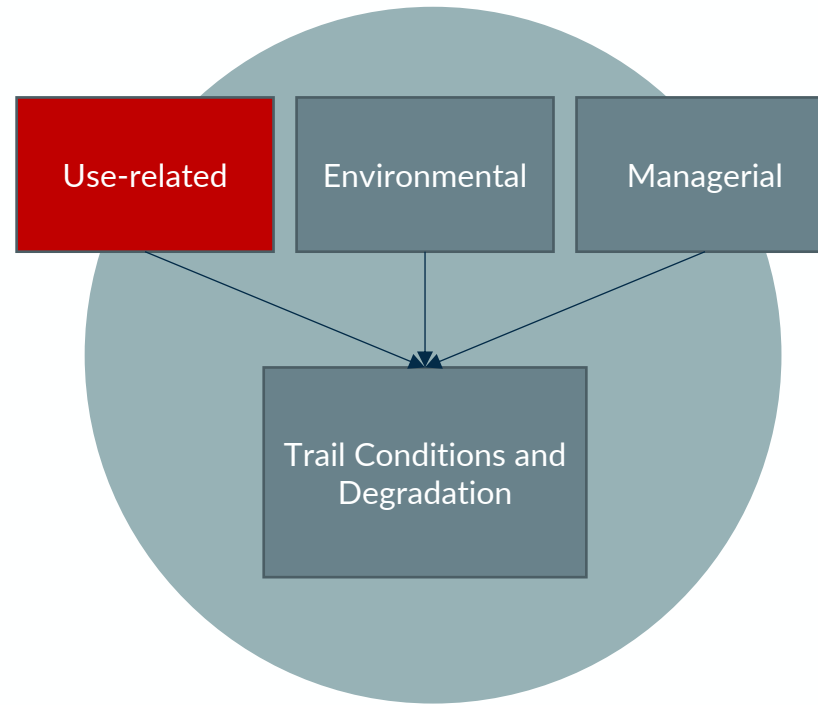 Use-related
Environmental
Managerial
Trail Conditions and
Degradation